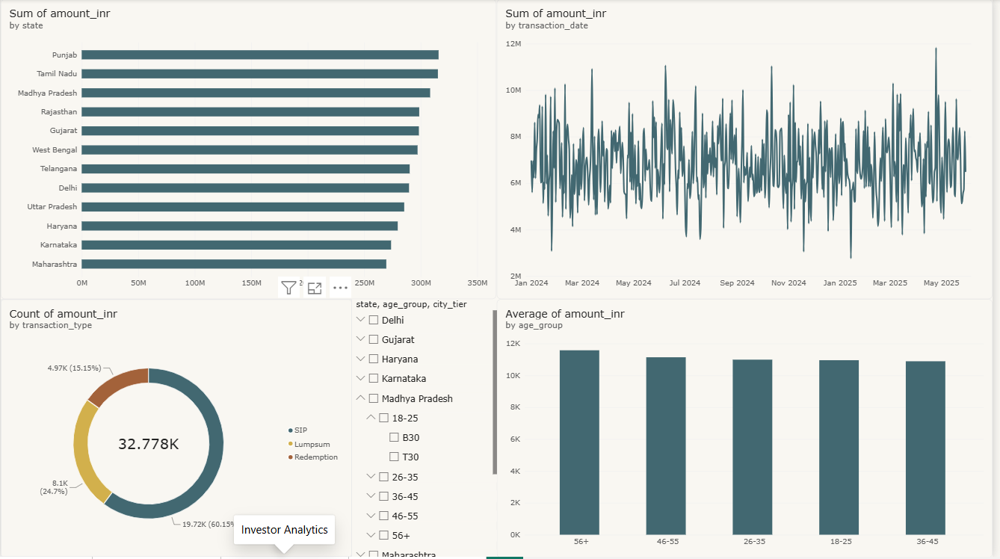 Sum of amount_inr
by state
Punjab
Tamil Nadu
Madhya Pradesh
Rajasthan
Gujarat
West Bengal
Telangana
Delhi
Uttar Pradesh
Haryana
Karnataka
Maharashtra
0M 50M 100M 150M 250M 300M 350M
Sum of amount_inr
by transaction_date
12M
10M
8M
6M
4M
2M
Jan 2024 Mar 2024 May 2024 Jul 2024 Sep 2024 Nov 2024 Jan 2025 Mar 2025 May 2025
Count of amount_inr
by transaction_type
4.97K (15.15%)
32.778K
8.1K
(24.7%)
19.72K (60.15%
SIP
Lumpsum
Redemption
Investor Analytics
state, age_group, city_tier
Delhi
Gujarat
Haryana
Karnataka
Madhya Pradesh
18-25
B30
T30
26-35
36-45
46-55
56+
Maharashtra
Average of amount_inr
by age_group
12K
10K
8K
6K
4K
2K
0K
56+ 46-55 26-35 18-25 36-45